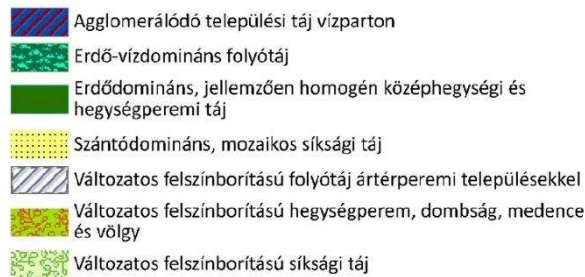 Agglomerálódó települési táj vízparton
Erdő-vízdomináns folyótáj
Erdődomináns, jellemzően homogén középhegységi és
hegységperemi táj
Szántódomináns, mozaikos síksági táj
Változatos felszínborítású folyótáj ártérperemi településekkel
Változatos felszínborítású hegységperem, dombság, medence
és völgy
Változatos felszínborítású síksági táj